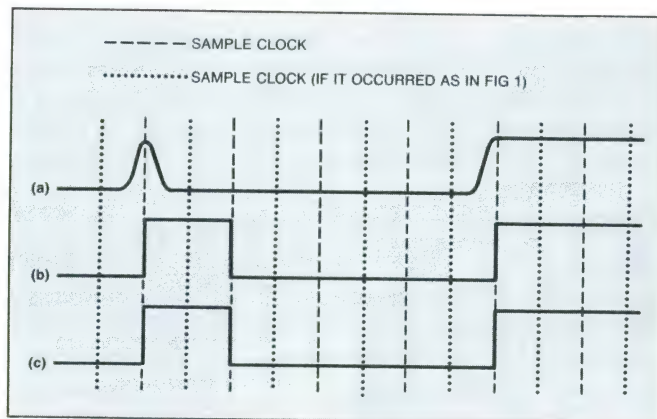 SAMPLE CLOCK
SAMPLE CLOCK (IF IT OCCURRED AS IN FIG 1)
(a)
(b)
(c)